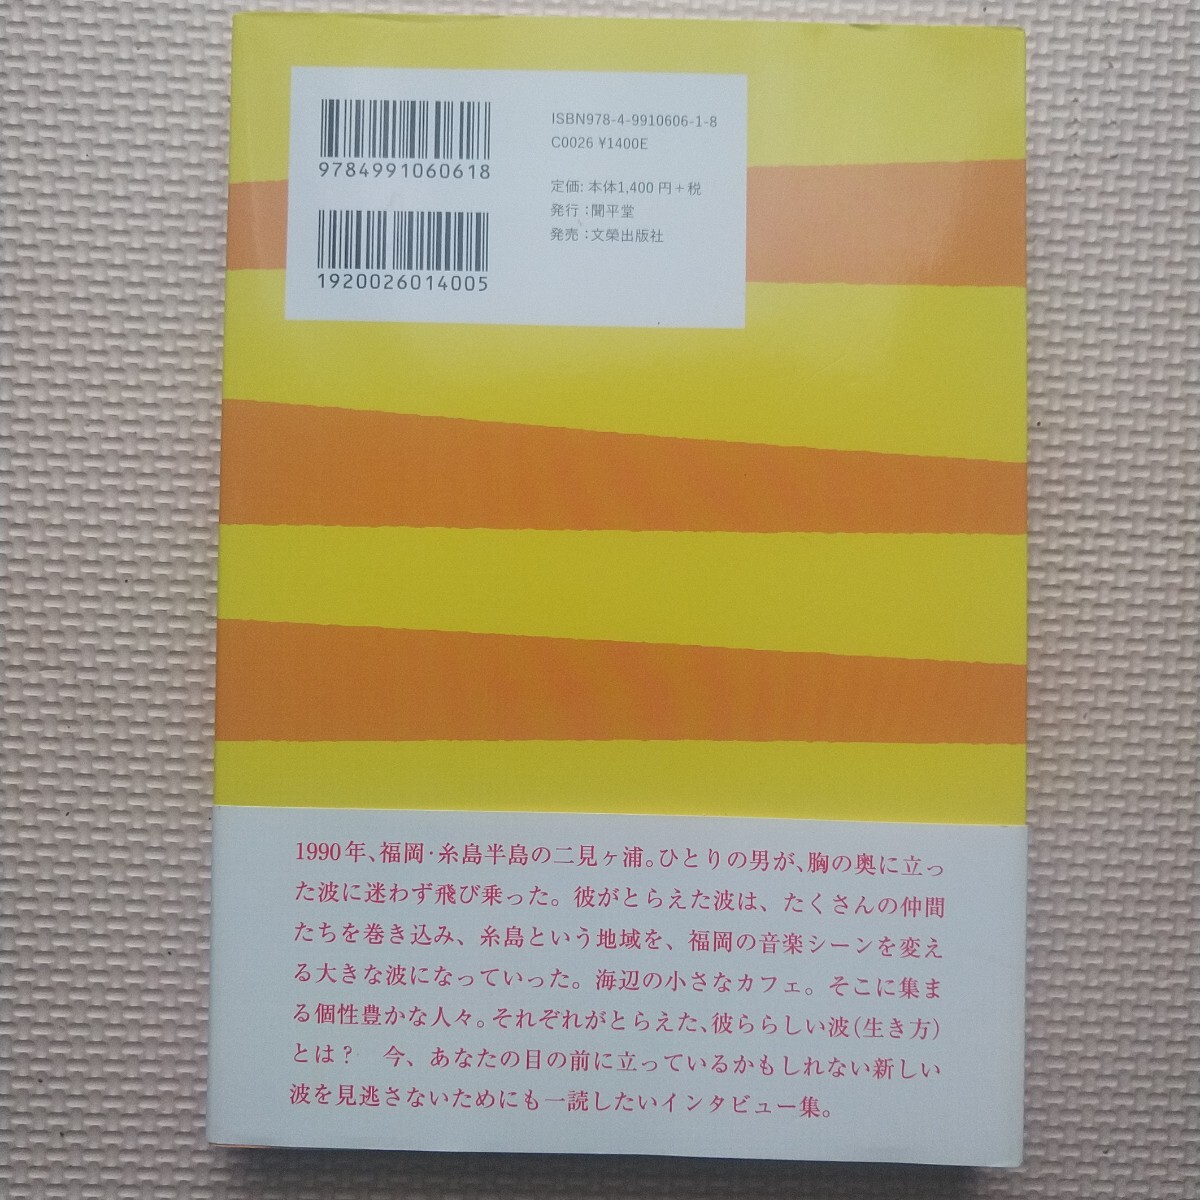 ISBN978-4-9910606-1-8
C0026 ¥1400E
9784991060618
定価: 本体1,400 円＋税
発行：聞平堂
発売：文榮出版社
1920026014005
1990年、福岡・糸島半島の二見ヶ浦。ひとりの男が、胸の奥に立っ
た波に迷わず飛び乗った。彼がとらえた波は、たくさんの仲間
たちを巻き込み、糸島という地域を、福岡の音楽シーンを変え
る大きな波になっていった。海辺の小さなカフェ。そこに集ま
る個性豊かな人々。それぞれがとらえた、彼ららしい波（生き方）
とは？　今、あなたの目の前に立っているかもしれない新しい
波を見逃さないためにも一読したいインタビュー集。